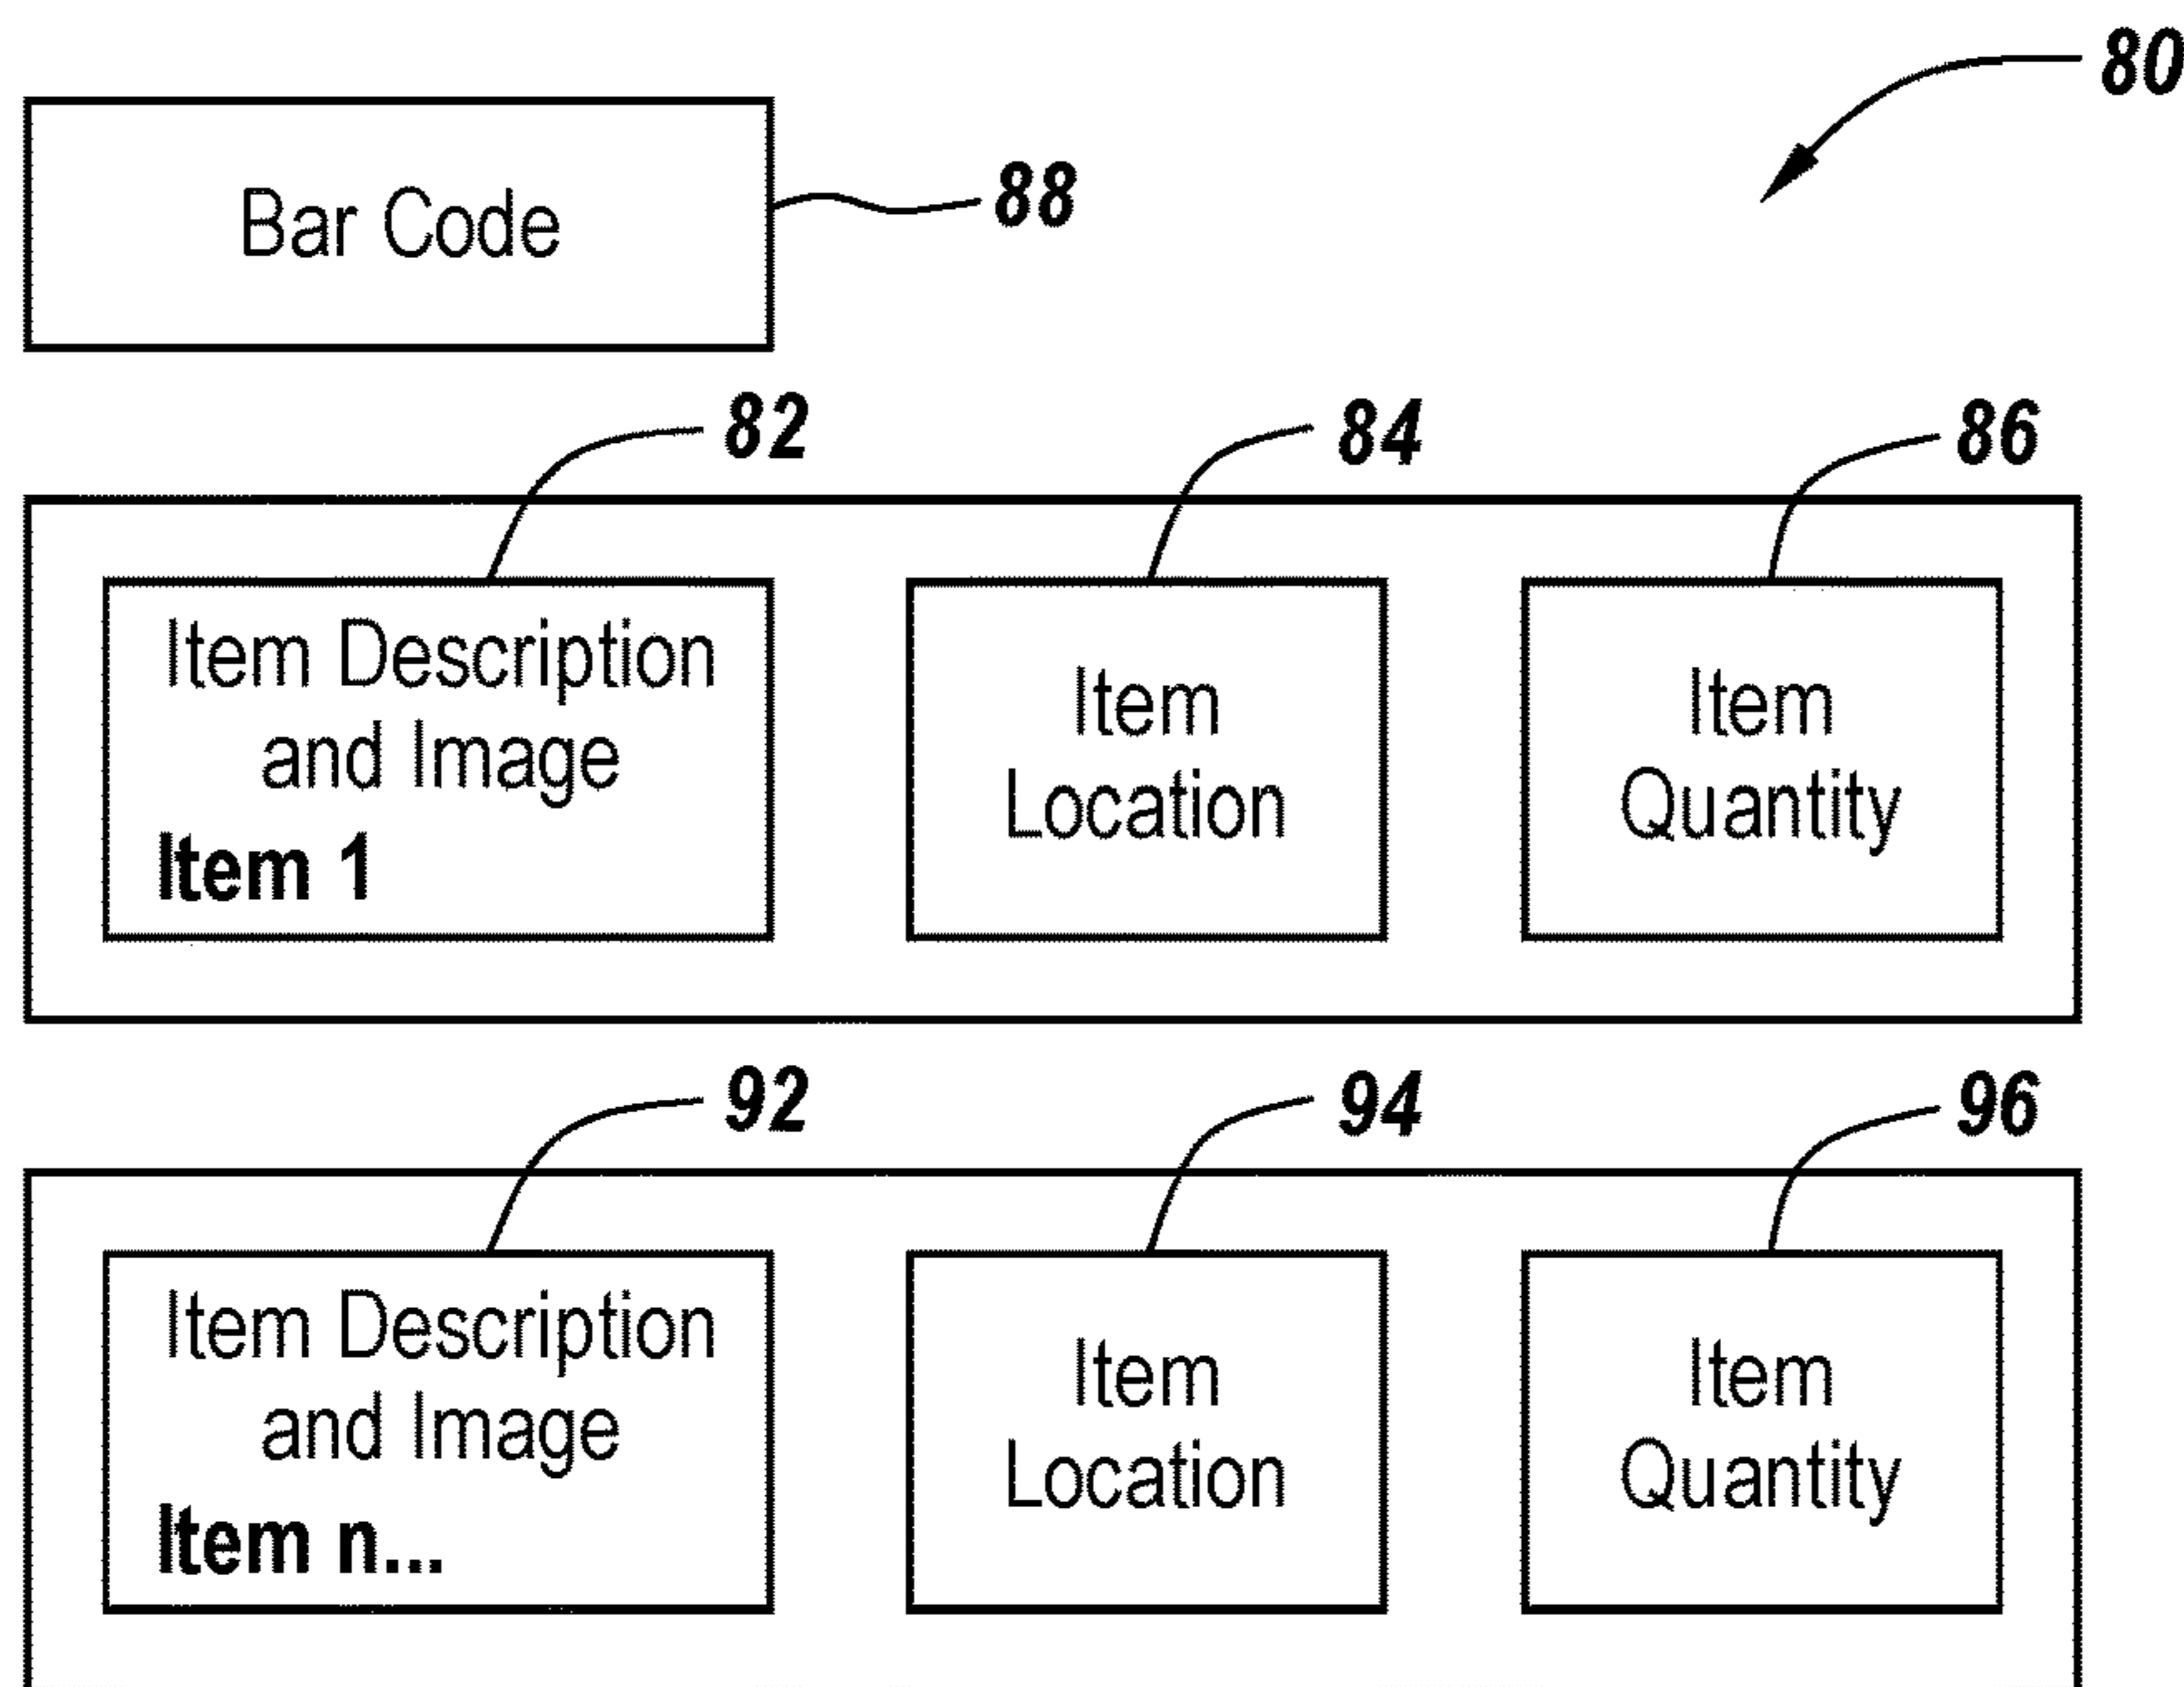 80
Bar Code
88
82
84
86
Item Description
and Image
Item 1
Item
Location
Item
Quantity
92
94
96
Item Description
and Image
Item n...
Item
Location
Item
Quantity